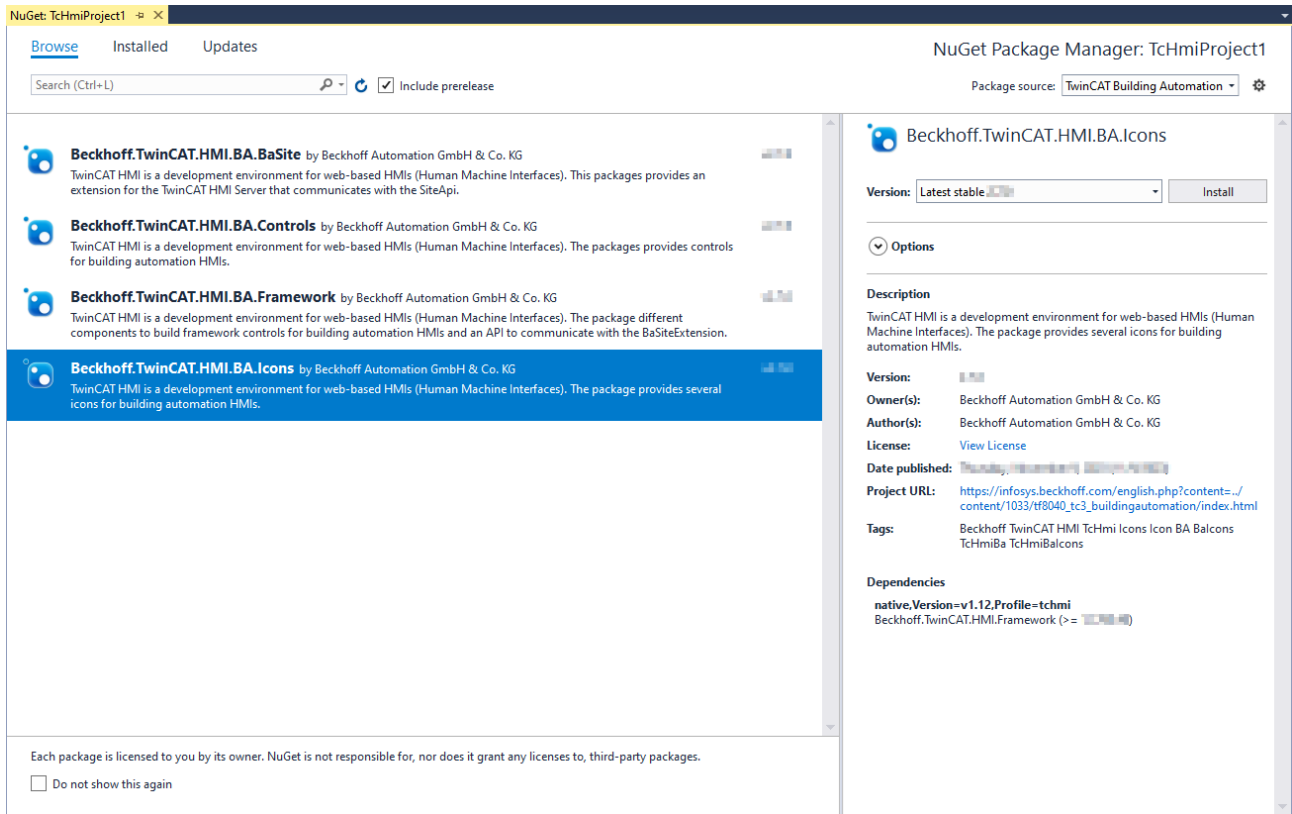 NuGet: TcHmiProject1
Browse Installed Updates
NuGet Package Manager: TcHmiProject1
Search (Ctrl+L)
Include prerelease
Package source: TwinCAT Building Automation
Beckhoff.TwinCAT.HMI.BA.BaSite by Beckhoff Automation GmbH & Co. KG
TwinCAT HMI is a development environment for web-based HMIs (Human Machine Interfaces). This packages provides an
extension for the TwinCAT HMI Server that communicates with the SiteApi.
Beckhoff.TwinCAT.HMI.BA.Controls by Beckhoff Automation GmbH & Co. KG
TwinCAT HMI is a development environment for web-based HMIs (Human Machine Interfaces). The packages provides controls
for building automation HMIs.
Beckhoff.TwinCAT.HMI.BA.Framework by Beckhoff Automation GmbH & Co. KG
TwinCAT HMI is a development environment for web-based HMIs (Human Machine Interfaces). The package different
components to build framework controls for building automation HMIs and an API to communicate with the BaSiteExtension.
Beckhoff.TwinCAT.HMI.BA.Icons by Beckhoff Automation GmbH & Co. KG
TwinCAT HMI is a development environment for web-based HMIs (Human Machine Interfaces). The package provides several
icons for building automation HMIs.
Each package is licensed to you by its owner. NuGet is not responsible for, nor does it grant any licenses to, third-party packages.
Do not show this again
Beckhoff.TwinCAT.HMI.BA.Icons
Version: Latest stable
Install
Options
Description
TwinCAT HMI is a development environment for web-based HMIs (Human
Machine Interfaces). The package provides several icons for building
automation HMIs.
Version:
Owner(s): Beckhoff Automation GmbH & Co. KG
Author(s): Beckhoff Automation GmbH & Co. KG
License: View License
Date published:
Project URL: https://infosys.beckhoff.com/english.php?content=../
content/1033/tf8040_tc3_buildingautomation/index.html
Tags: Beckhoff TwinCAT HMI TcHmi Icons Icon BA BaIcons
TcHmiBa TcHmiBaIcons
Dependencies
native,Version=v1.12,Profile=tchmi
Beckhoff.TwinCAT.HMI.Framework (>= )